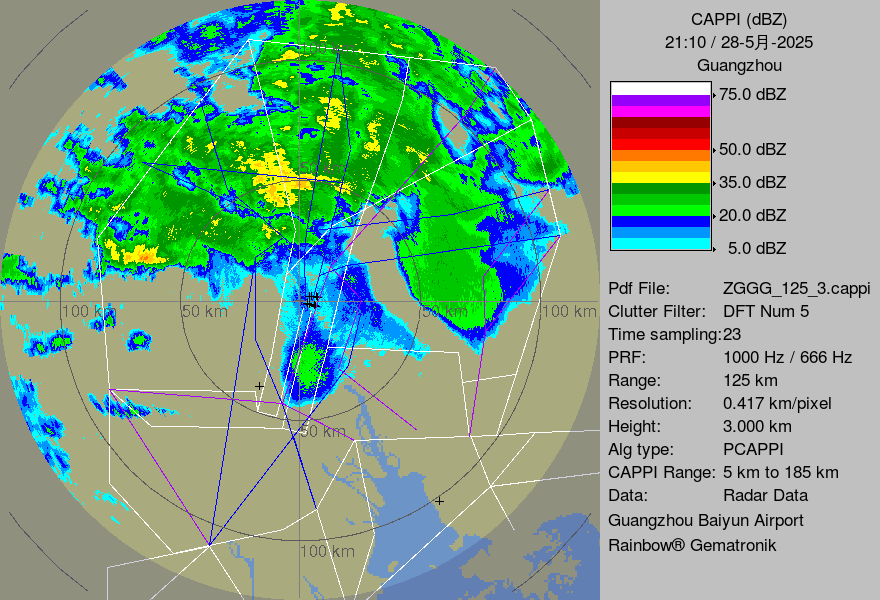 CAPPI (dBZ)
21:10 / 28-5月-2025
Guangzhou
75.0 dBZ
50.0 dBZ
35.0 dBZ
20.0 dBZ
5.0 dBZ
Pdf File: ZGGG_125_3.cappi
Clutter Filter: DFT Num 5
Time sampling:23
PRF: 1000 Hz / 666 Hz
Range: 125 km
Resolution: 0.417 km/pixel
Height: 3.000 km
Alg type: PCAPPI
CAPPI Range: 5 km to 185 km
Data: Radar Data
Guangzhou Baiyun Airport
Rainbow® Gematronik
100 km
50 km
50 km
100 km
50 km
100 km